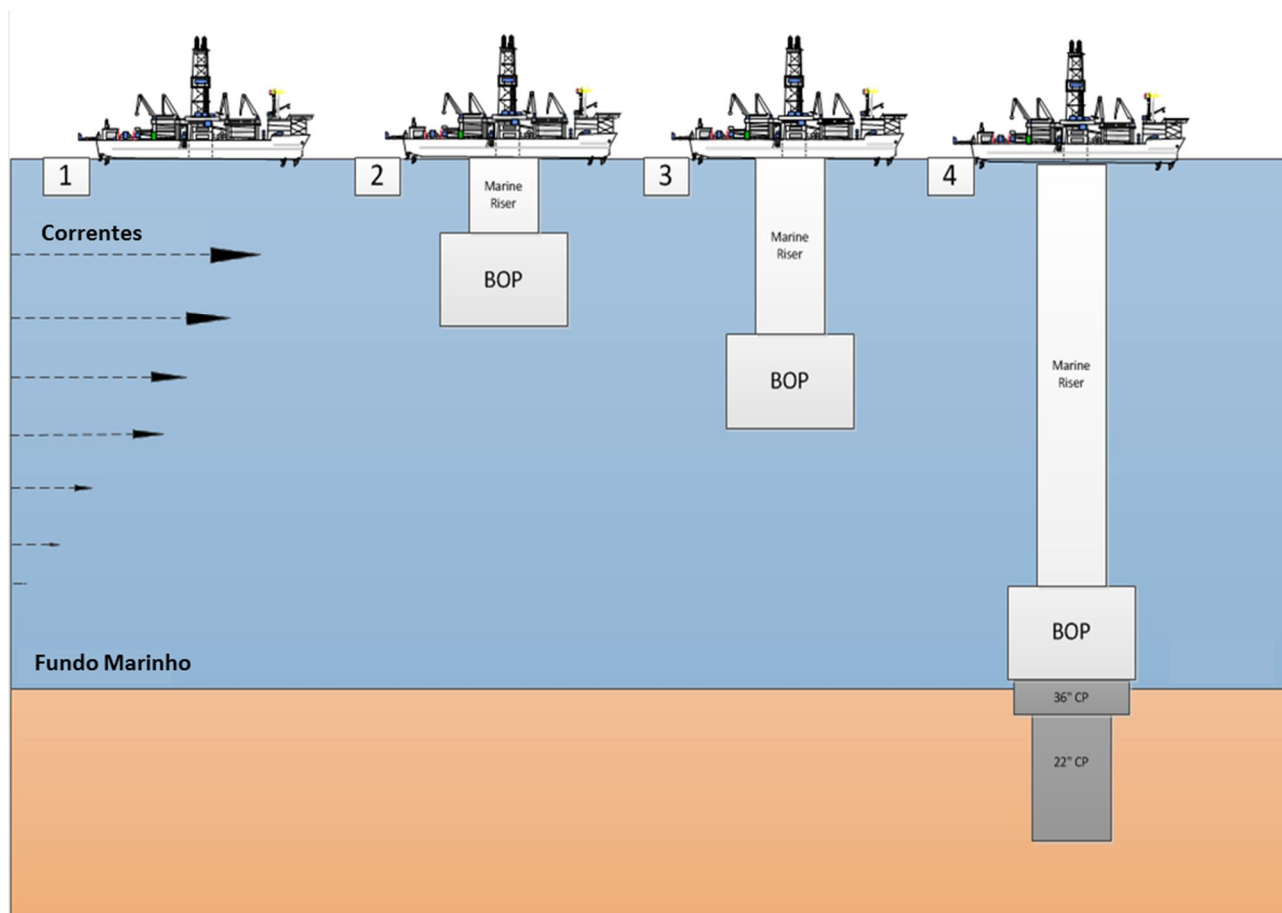 1
2
3
4
Correntes
Marine
Riser
BOP
Marine
Riser
BOP
Marine
Riser
BOP
Fundo Marinho
36" CP
22" CP